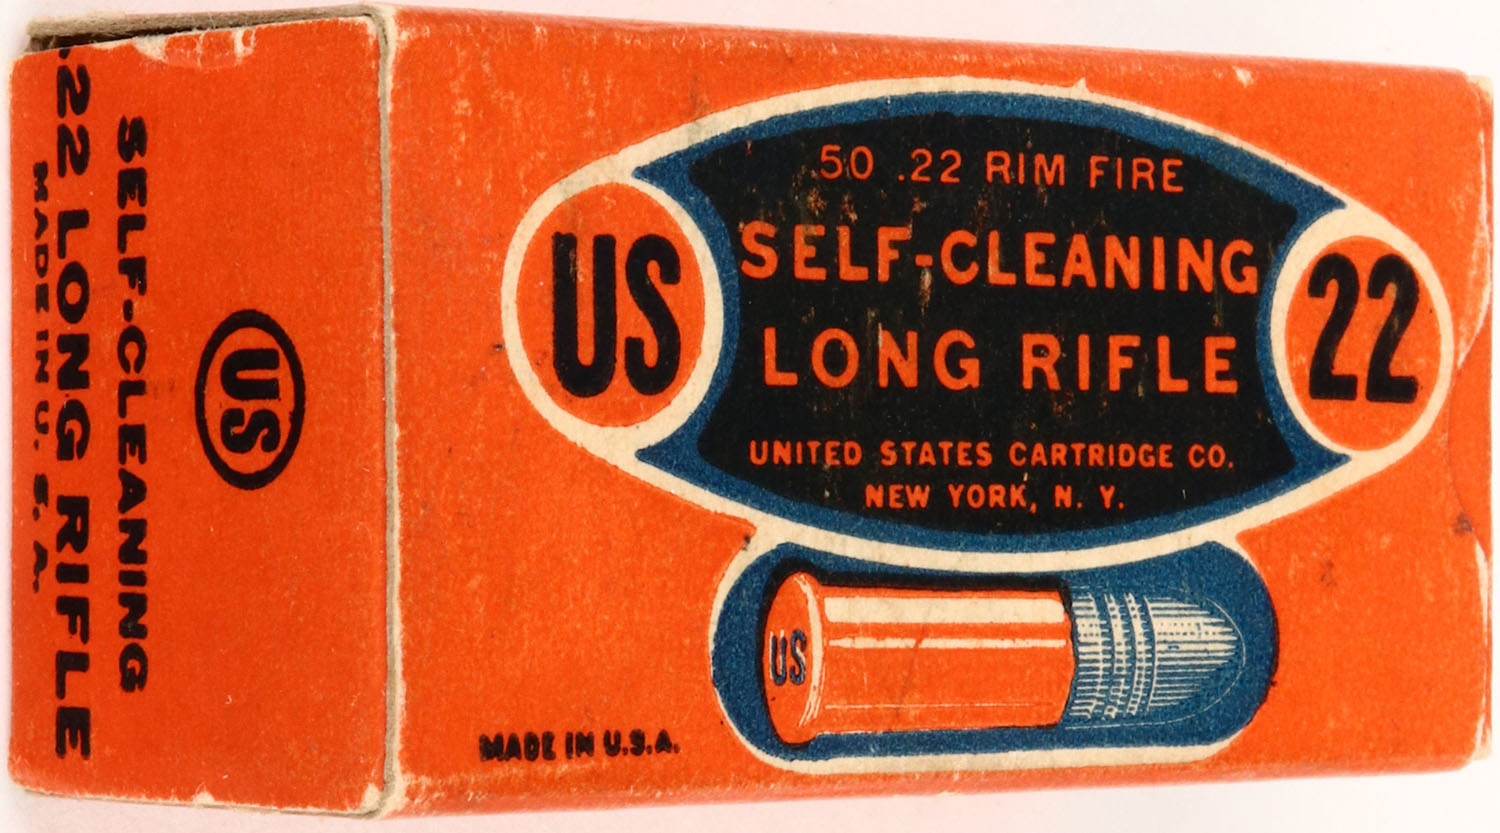 50 .22 RIM FIRE
SELF-CLEANING
LONG RIFLE
UNITED STATES CARTRIDGE CO.
NEW YORK, N. Y.
US
22
US
MADE IN U.S.A.
US
SELF-CLEANING
.22 LONG RIFLE
MADE IN U. S. A.